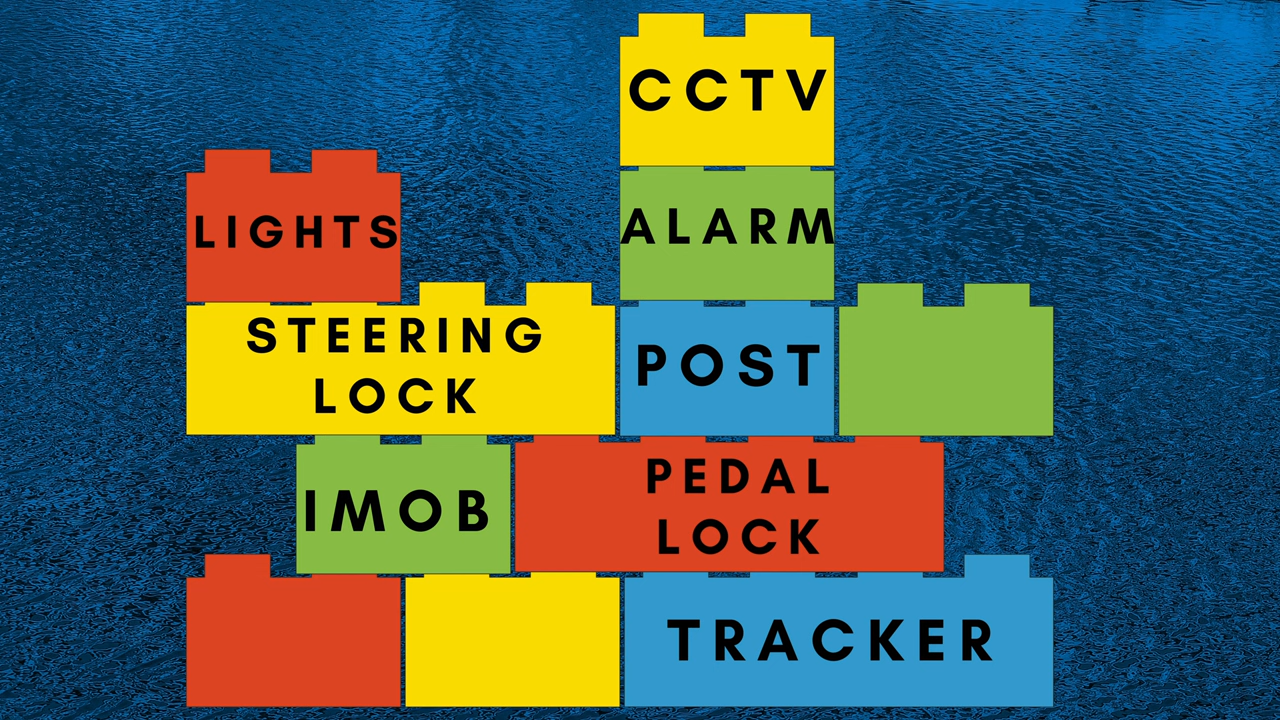 CCTV
LIGHTS
ALARM
STEERING
LOCK
POST
IMOB
PEDAL
LOCK
TRACKER